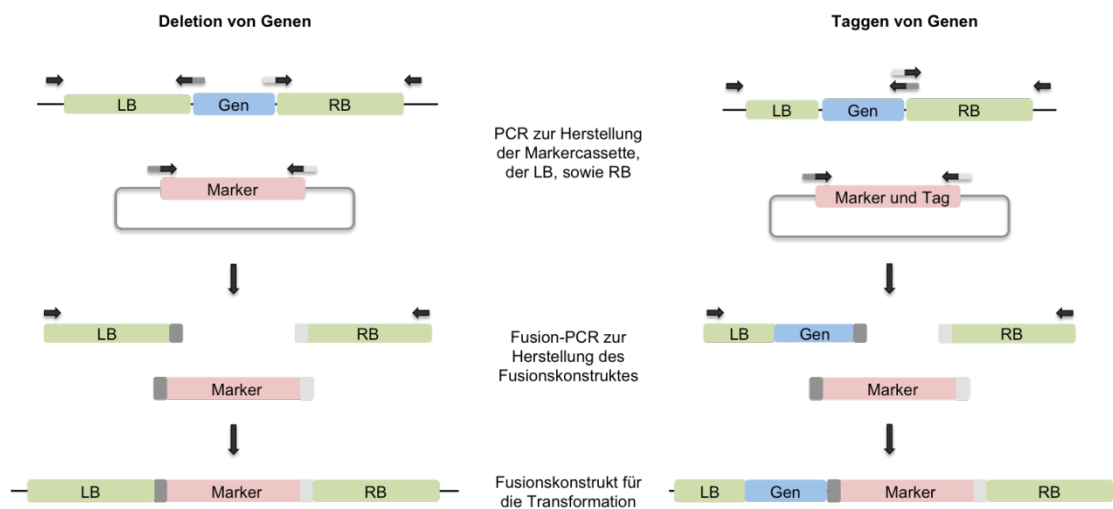 Deletion von Genen
Taggen von Genen
LB
Gen
RB
LB
Gen
RB
PCR zur Herstellung
der Markercassette,
der LB, sowie RB
Marker
Marker und Tag
LB
RB
LB
Gen
RB
Fusion-PCR zur
Herstellung des
Fusionskonstruktes
Marker
Marker
LB
Marker
RB
Fusionskonstrukt für
die Transformation
LB
Gen
Marker
RB